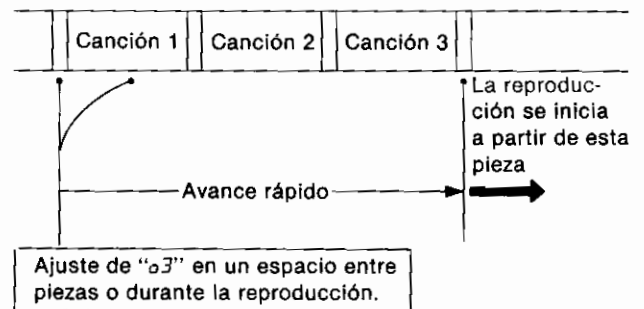 Canción 1 Canción 2 Canción 3
La reproduc-
ción se inicia
a partir de esta
pieza
Avance rápido
Ajuste de “o3” en un espacio entre
piezas o durante la reproducción.